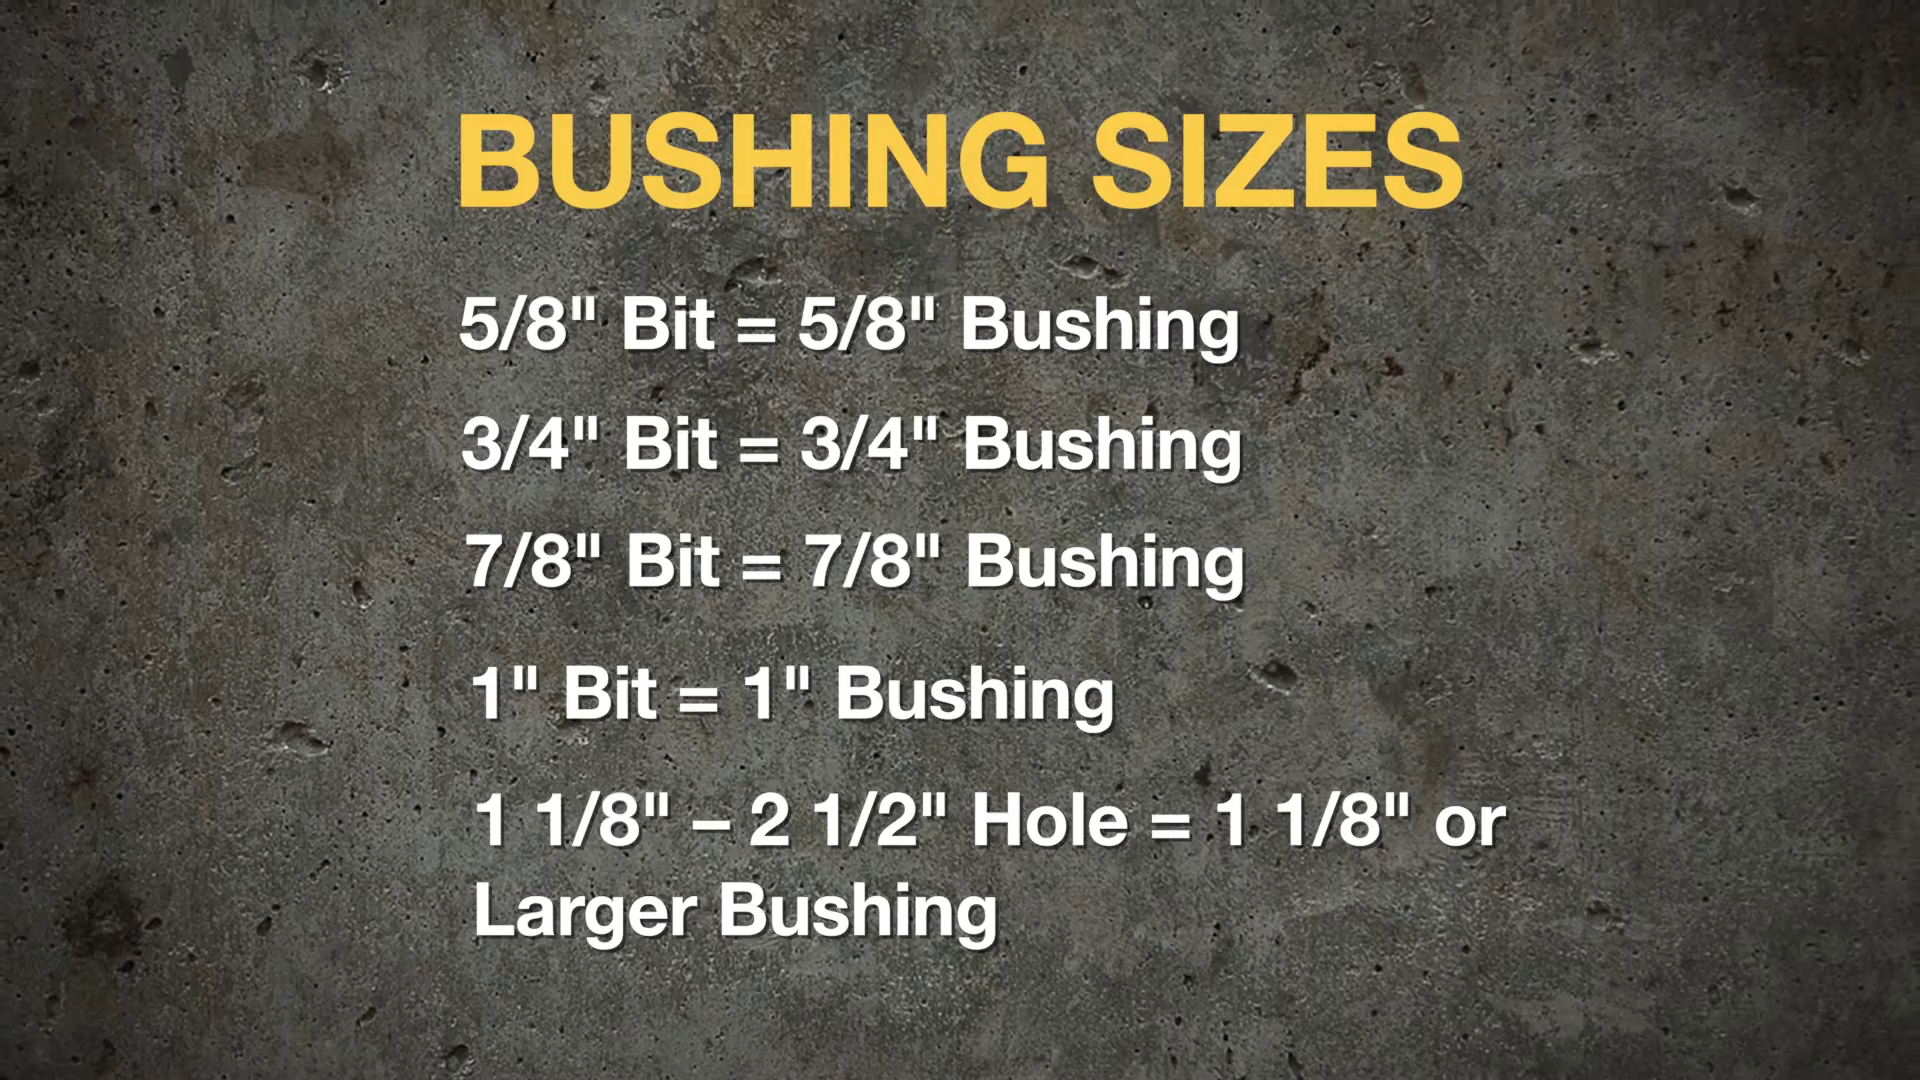 BUSHING SIZES
5/8" Bit = 5/8" Bushing
3/4" Bit = 3/4" Bushing
7/8" Bit = 7/8" Bushing
1" Bit = 1" Bushing
1 1/8" – 2 1/2" Hole = 1 1/8" or
Larger Bushing